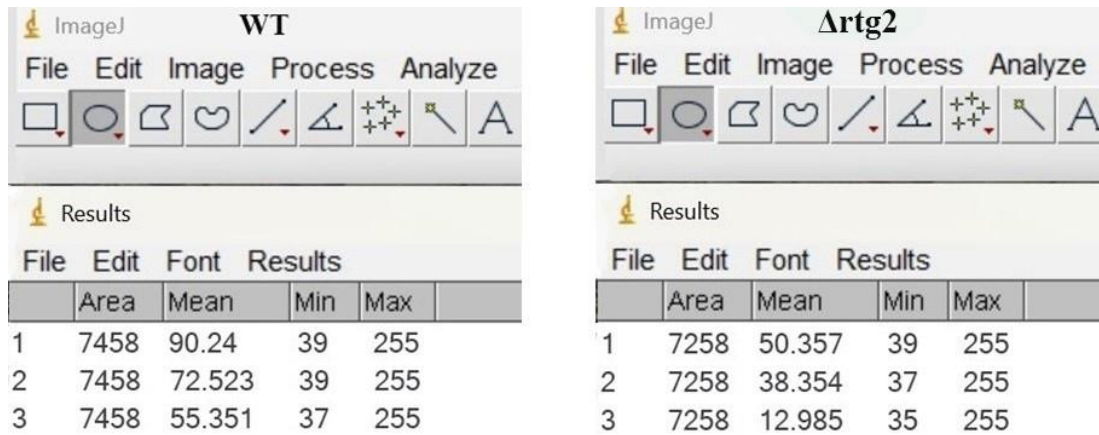 ImageJ WT
File Edit Image Process Analyze
A
Results
File Edit Font Results
Area Mean Min Max
1 7458 90.24 39 255
2 7458 72.523 39 255
3 7458 55.351 37 255
ImageJ Δrtg2
File Edit Image Process Analyze
A
Results
File Edit Font Results
Area Mean Min Max
1 7258 50.357 39 255
2 7258 38.354 37 255
3 7258 12.985 35 255